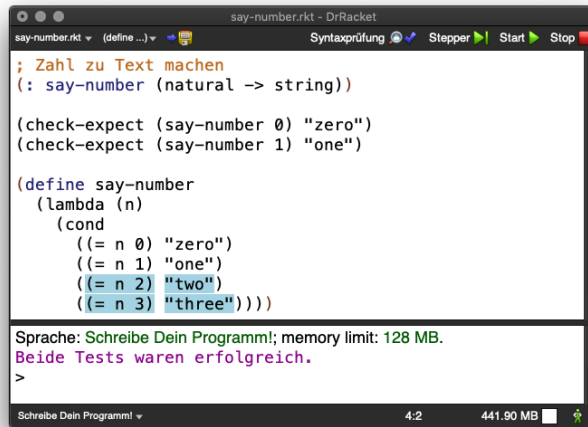 say-number.rkt - DrRacket
say-number.rkt (define ...) Syntaxprüfung Stepper Start Stop
; Zahl zu Text machen
(: say-number (natural -> string))
(check-expect (say-number 0) "zero")
(check-expect (say-number 1) "one")
(define say-number
(lambda (n)
(cond
((= n 0) "zero")
((= n 1) "one")
((= n 2) "two")
((= n 3) "three"))))
Sprache: Schreibe Dein Programm!; memory limit: 128 MB.
Beide Tests waren erfolgreich.
>
Schreibe Dein Programm! 4:2 441.90 MB